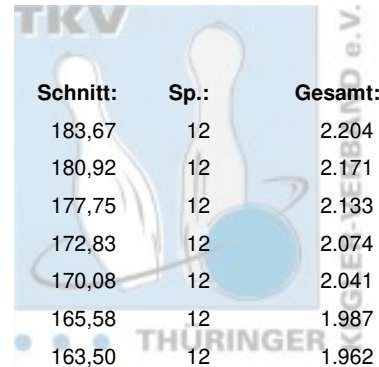 TKV
Schnitt: Sp.: Gesamt:
183,67 12 2.204
180,92 12 2.171
177,75 12 2.133
172,83 12 2.074
170,08 12 2.041
165,58 12 1.987
163,50 12 1.962
THÜRINGER
KEGLER-VERBAND e.V.